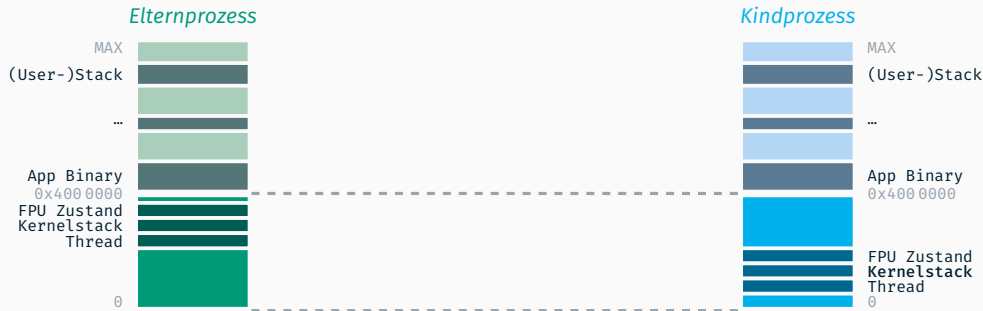 Elternprozess
MAX
(User-)Stack
…
App Binary
0x400 0000
FPU Zustand
Kernelstack
Thread
0
Kindprozess
MAX
(User-)Stack
…
App Binary
0x400 0000
FPU Zustand
Kernelstack
Thread
0